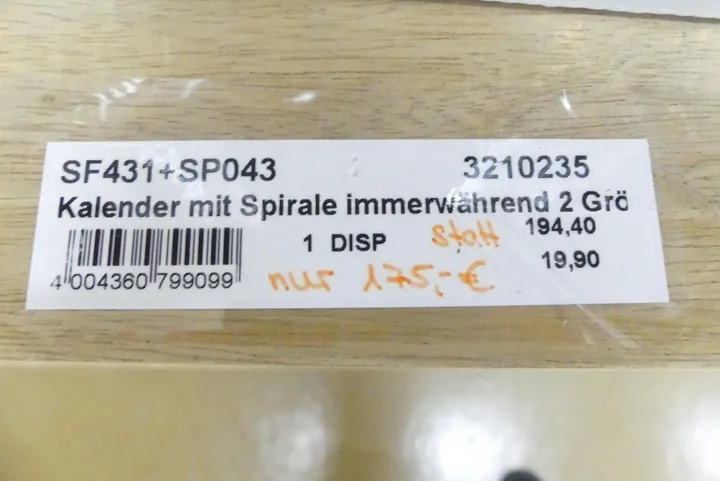 SF431+SP043 3210235
Kalender mit Spirale immerwährend 2 Grö
1 DISP statt 194,40
19,90
4 004360 799099 nur 175,-€